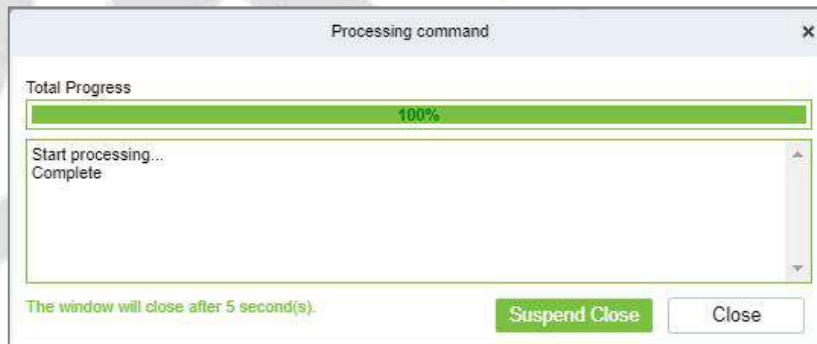 Processing command
Total Progress
100%
Start processing...
Complete
The window will close after 5 second(s).
Suspend Close
Close